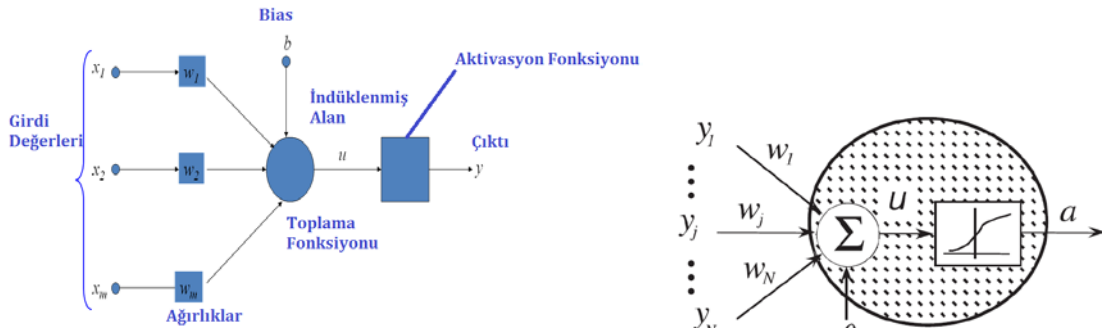 Bias
b
Aktivasyon Fonksiyonu
x1
w1
İndüklenmiş
Alan
Girdi
Değerleri
Çıktı
x2
w2
u
y
Toplama
Fonksiyonu
xm
wm
Ağırlıklar
y1
w1
yj
wj
Σ
u
a
wN